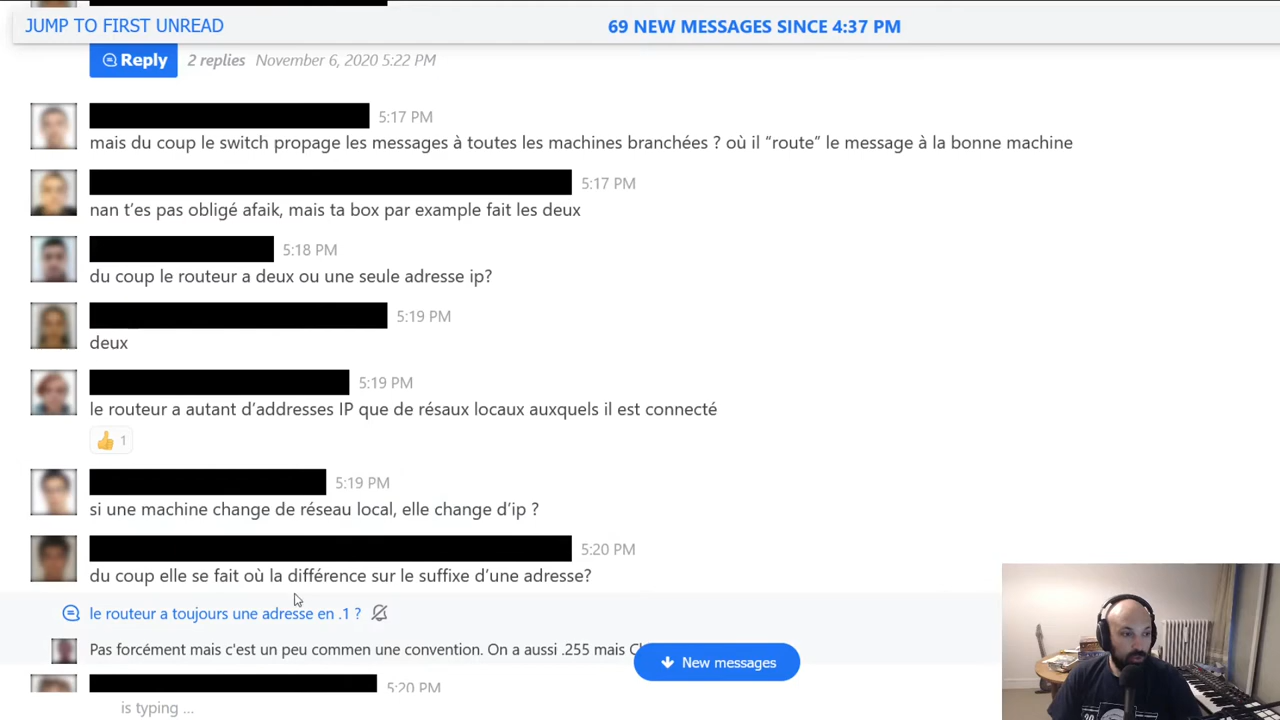 JUMP TO FIRST UNREAD
69 NEW MESSAGES SINCE 4:37 PM
Reply 2 replies November 6, 2020 5:22 PM
5:17 PM
mais du coup le switch propage les messages à toutes les machines branchées ? où il “route” le message à la bonne machine
5:17 PM
nan t’es pas obligé afaik, mais ta box par example fait les deux
5:18 PM
du coup le routeur a deux ou une seule adresse ip?
5:19 PM
deux
5:19 PM
le routeur a autant d’addresses IP que de résaux locaux auxquels il est connecté
👍 1
5:19 PM
si une machine change de réseau local, elle change d’ip ?
5:20 PM
du coup elle se fait où la différence sur le suffixe d’une adresse?
le routeur a toujours une adresse en .1 ?
Pas forcément mais c'est un peu commen une convention. On a aussi .255 mais
New messages
5:20 PM
is typing ...